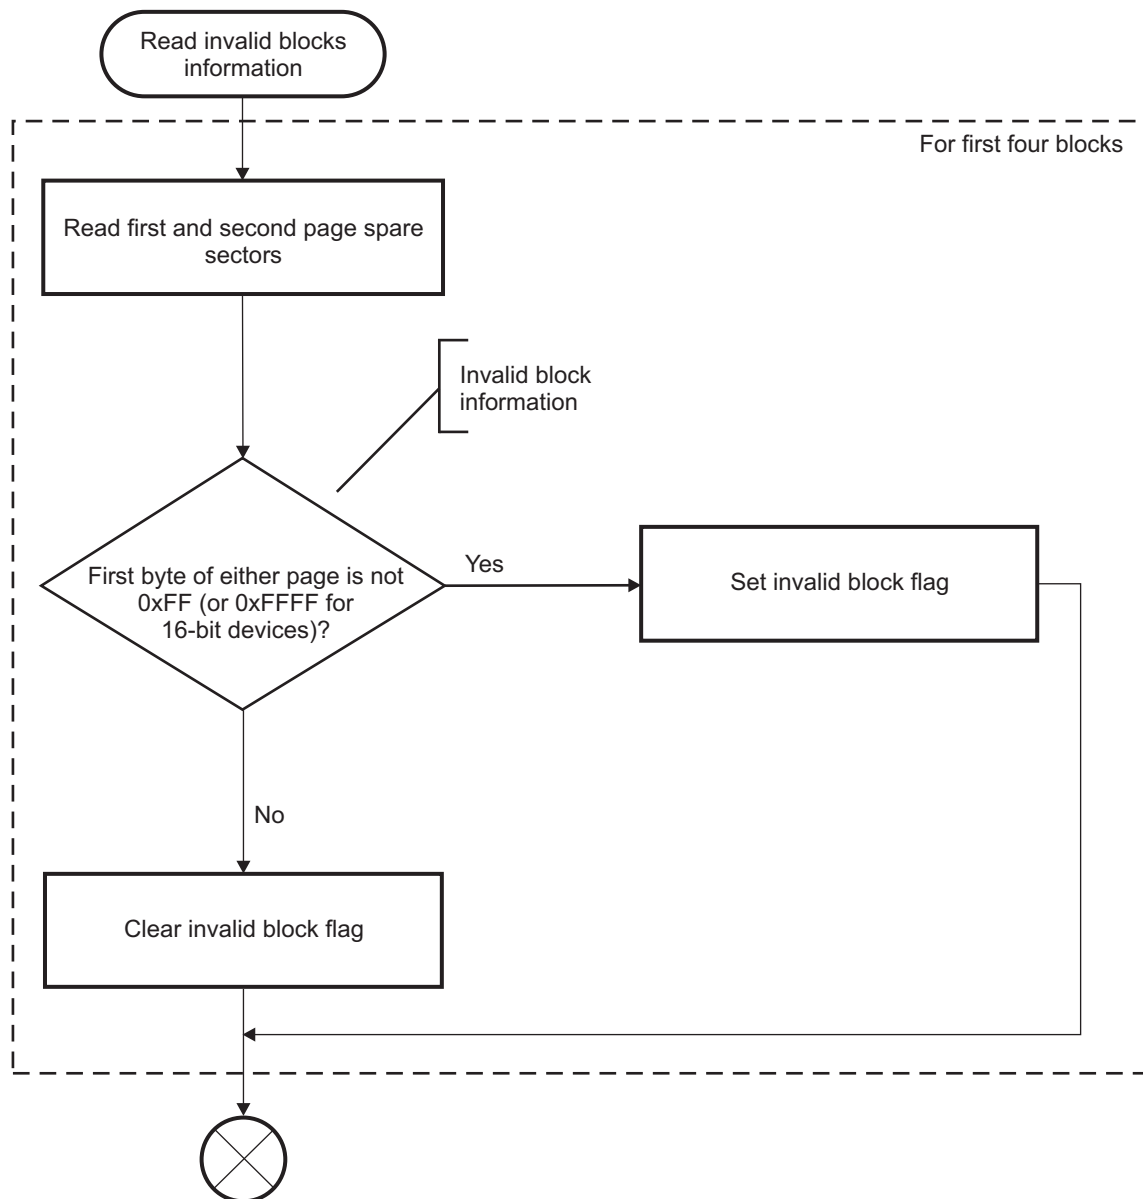 Read invalid blocks
information
For first four blocks
Read first and second page spare
sectors
Invalid block
information
First byte of either page is not
0xFF (or 0xFFFF for
16-bit devices)?
Yes
Set invalid block flag
No
Clear invalid block flag